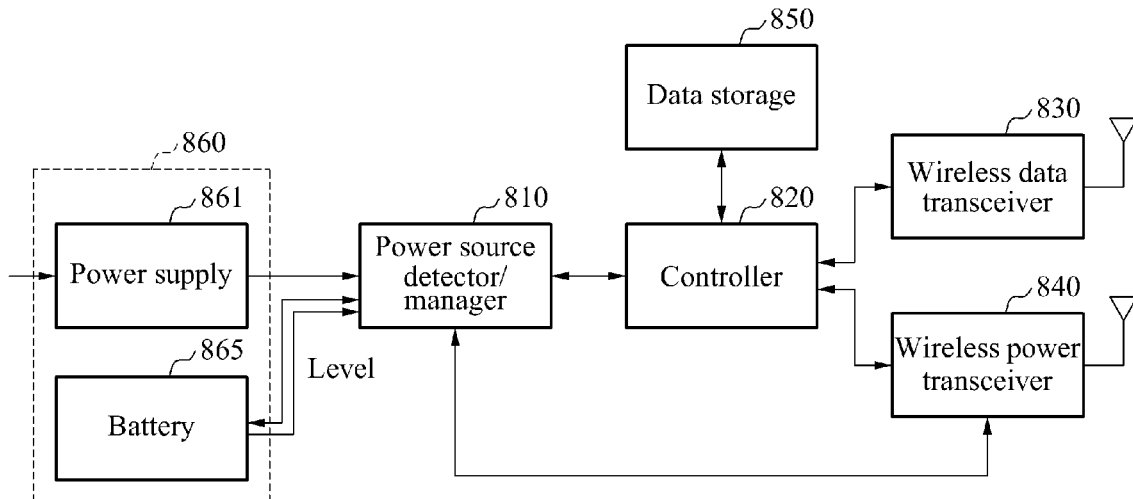 850
Data storage
830
Wireless data
transceiver
860
861
Power supply
810
Power source
detector/
manager
820
Controller
840
Wireless power
transceiver
865
Battery
Level